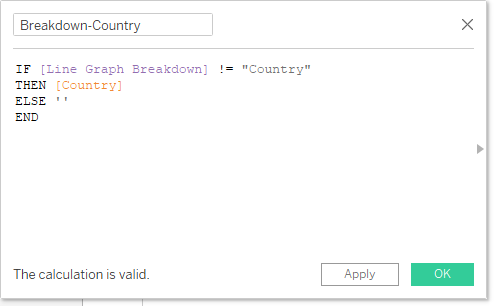 Breakdown-Country
IF [Line Graph Breakdown] != "Country"
THEN [Country]
ELSE ''
END
The calculation is valid.
Apply
OK